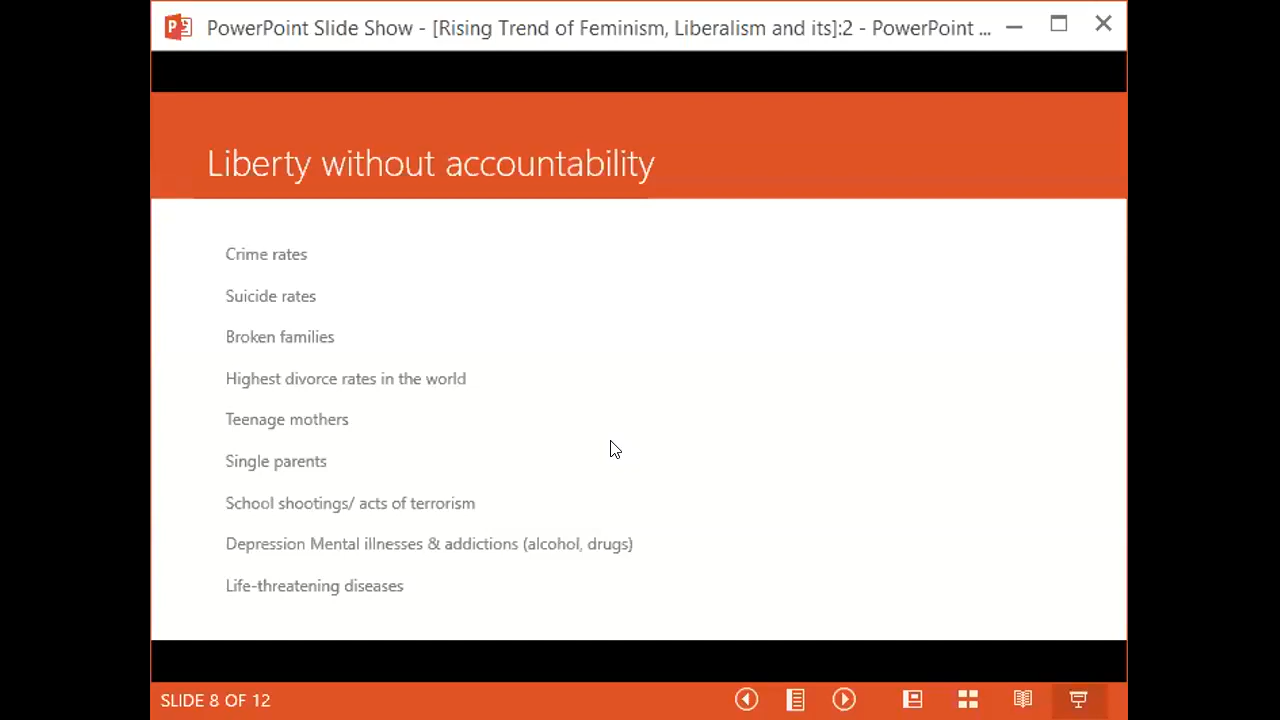 PowerPoint Slide Show - [Rising Trend of Feminism, Liberalism and its]:2 - PowerPoint ...
Liberty without accountability
Crime rates
Suicide rates
Broken families
Highest divorce rates in the world
Teenage mothers
Single parents
School shootings/ acts of terrorism
Depression Mental illnesses & addictions (alcohol, drugs)
Life-threatening diseases
SLIDE 8 OF 12